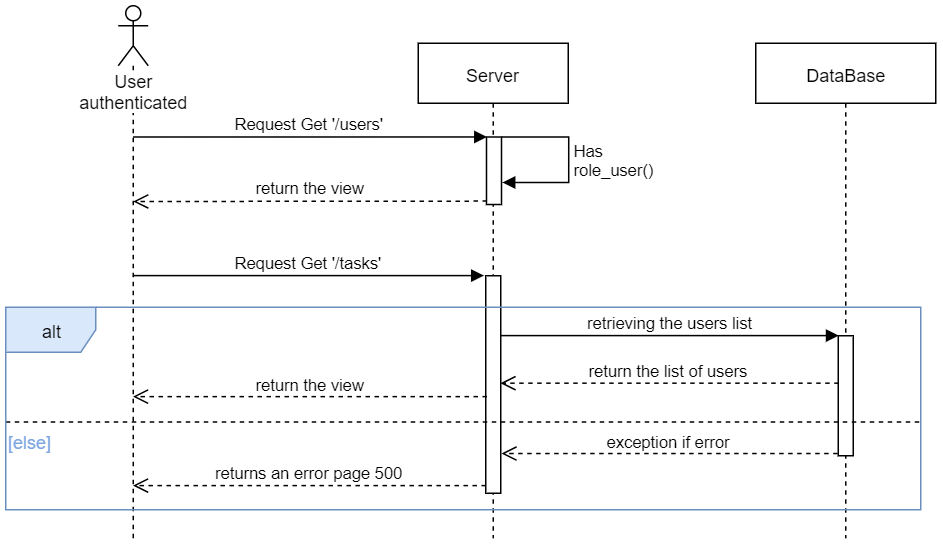 User
authenticated
Server
DataBase
Request Get '/users'
Has
role_user()
return the view
Request Get '/tasks'
alt
retrieving the users list
return the list of users
return the view
[else]
exception if error
returns an error page 500